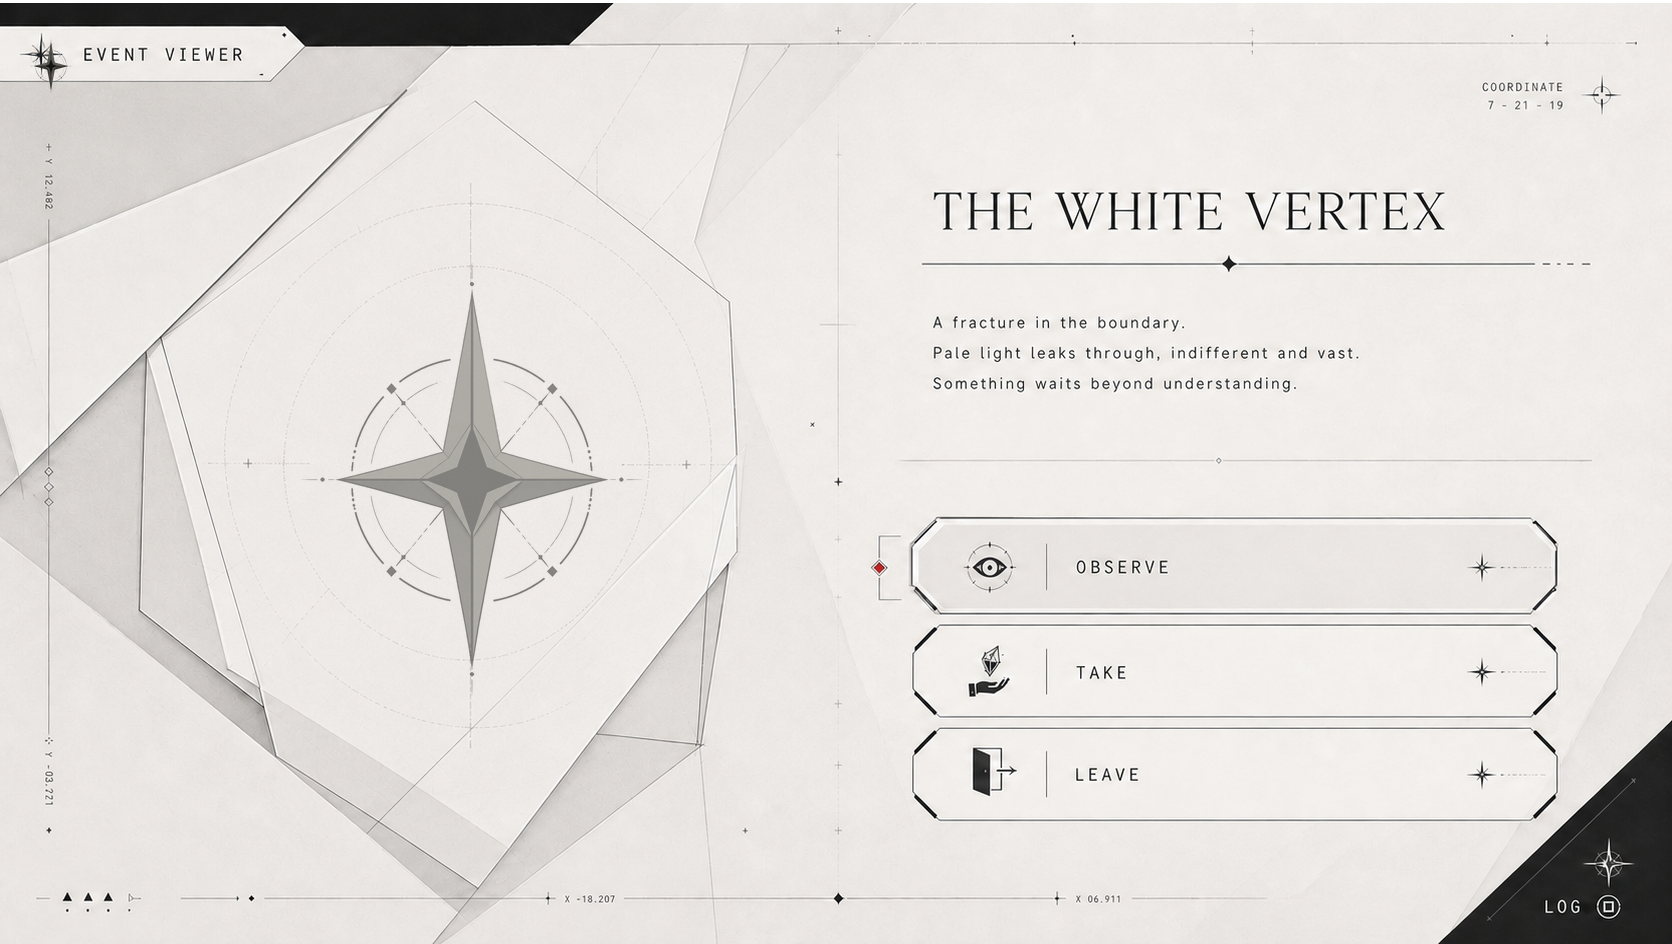 EVENT VIEWER
COORDINATE
7 - 21 - 19
Y 12.482
THE WHITE VERTEX
A fracture in the boundary.
Pale light leaks through, indifferent and vast.
Something waits beyond understanding.
OBSERVE
TAKE
LEAVE
Y -03.721
X -18.207
X 06.911
LOG